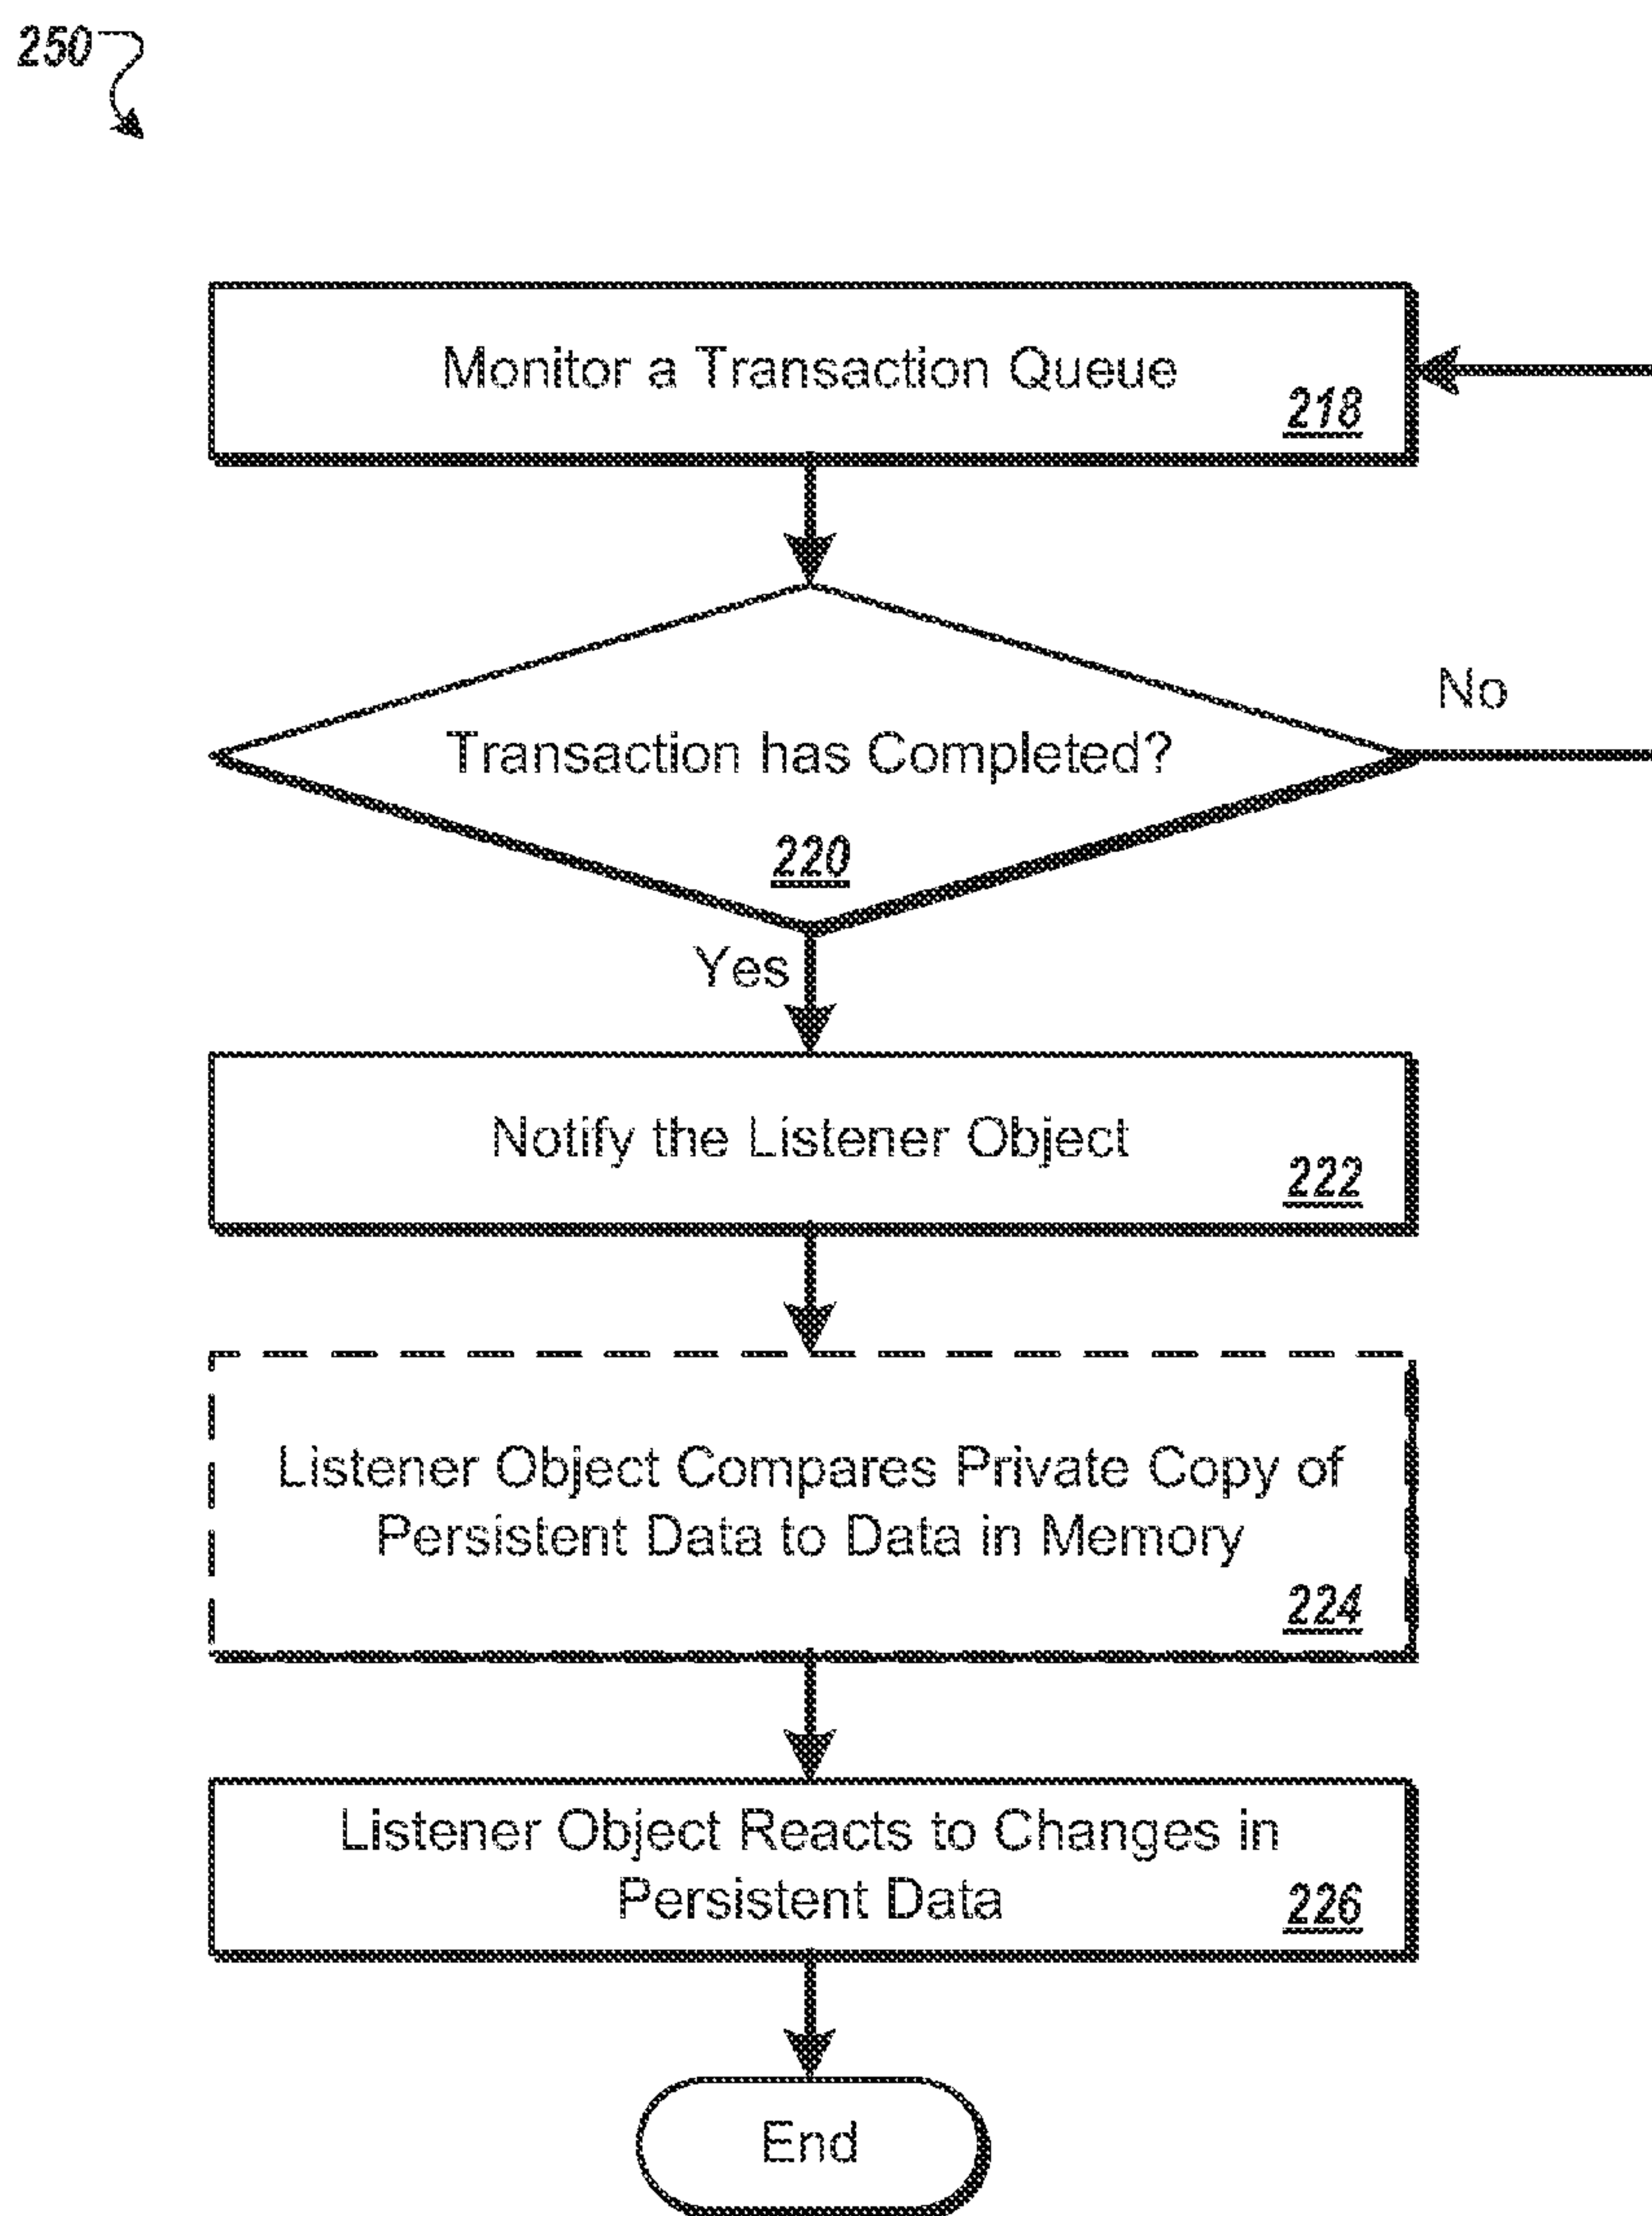 250
Monitor a Transaction Queue
218
Transaction has Completed?
No
220
Yes
Notify the Listener Object
222
Listener Object Compares Private Copy of
Persistent Data to Data in Memory
224
Listener Object Reacts to Changes in
Persistent Data
226
End